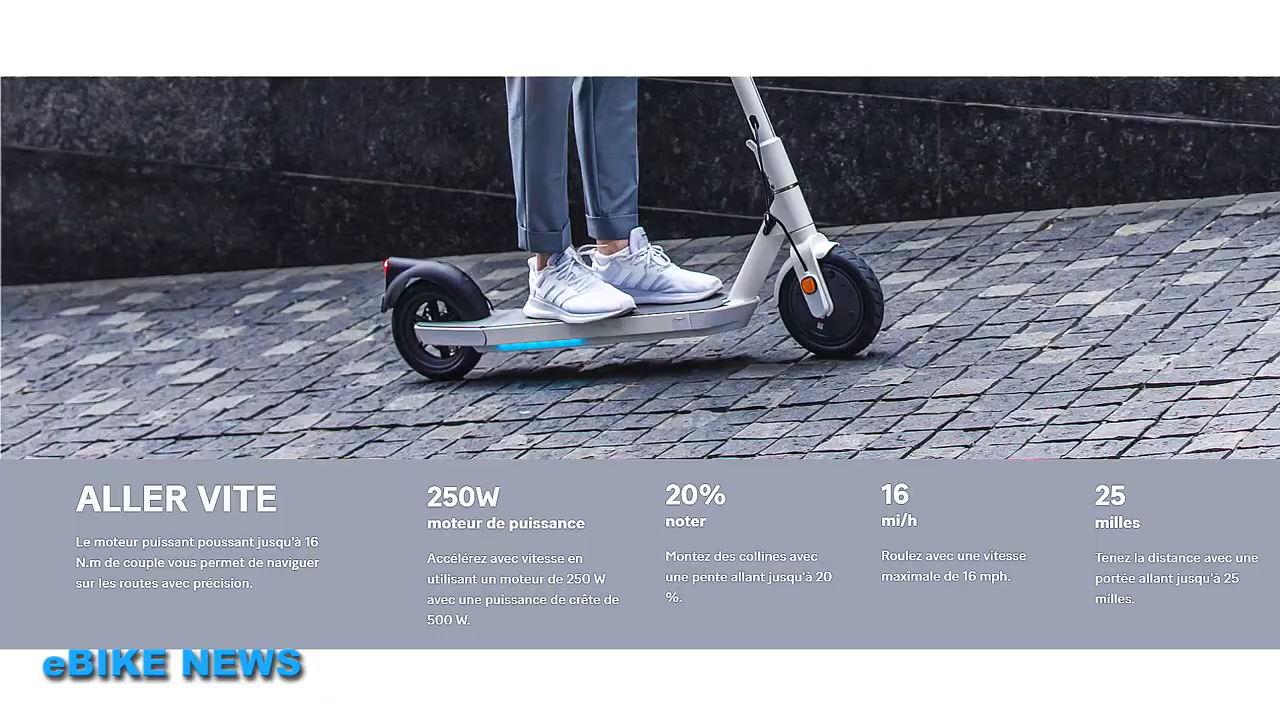 ALLER VITE
Le moteur puissant poussant jusqu'à 16
N.m de couple vous permet de naviguer
sur les routes avec précision.
250W
moteur de puissance
Accélérez avec vitesse en
utilisant un moteur de 250 W
avec une puissance de crête de
500 W.
20%
noter
Montez des collines avec
une pente allant jusqu'à 20
%.
16
mi/h
Roulez avec une vitesse
maximale de 16 mph.
25
milles
Tenez la distance avec une
portée allant jusqu'à 25
milles.
eBIKE NEWS